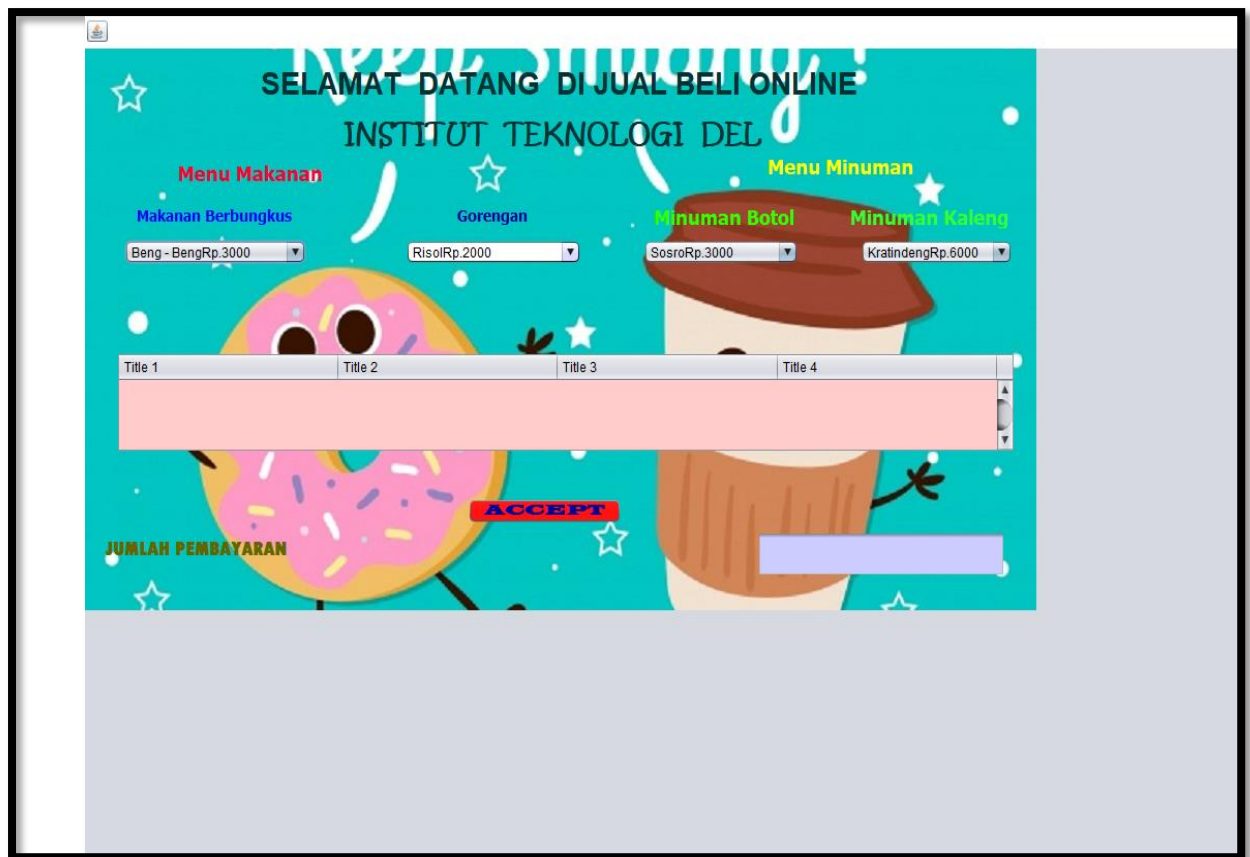 Keep Smiling!
SELAMAT DATANG DI JUAL BELI ONLINE
INSTITUT TEKNOLOGI DEL
Menu Makanan
Menu Minuman
Makanan Berbungkus
Gorengan
Minuman Botol
Minuman Kaleng
Beng - BengRp.3000
RisolRp.2000
SosroRp.3000
KratindengRp.6000
Title 1
Title 2
Title 3
Title 4
ACCEPT
JUMLAH PEMBAYARAN